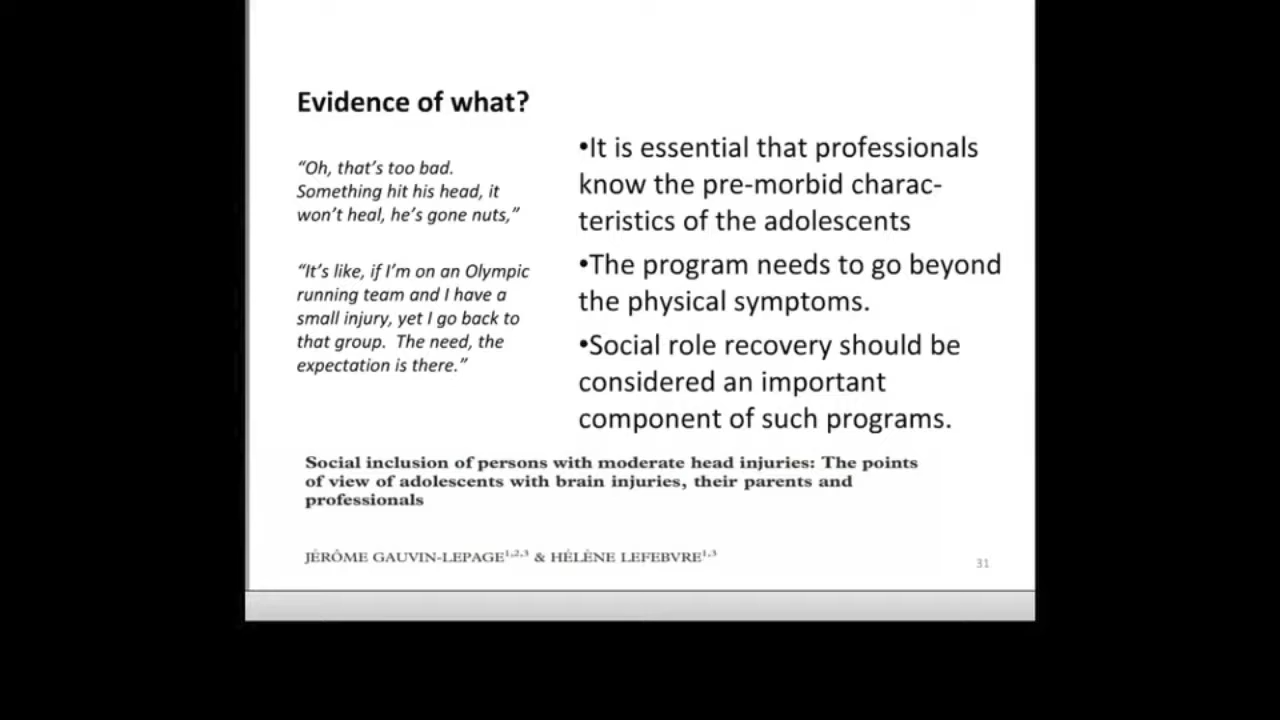 Evidence of what?
“Oh, that’s too bad.
Something hit his head, it
won’t heal, he’s gone nuts,”
“It’s like, if I’m on an Olympic
running team and I have a
small injury, yet I go back to
that group.  The need, the
expectation is there.”
•It is essential that professionals
know the pre-morbid charac-
teristics of the adolescents
•The program needs to go beyond
the physical symptoms.
•Social role recovery should be
considered an important
component of such programs.
Social inclusion of persons with moderate head injuries: The points
of view of adolescents with brain injuries, their parents and
professionals
JÉRÔME GAUVIN-LEPAGE1,2,3 & HÉLÈNE LEFEBVRE1,3
31